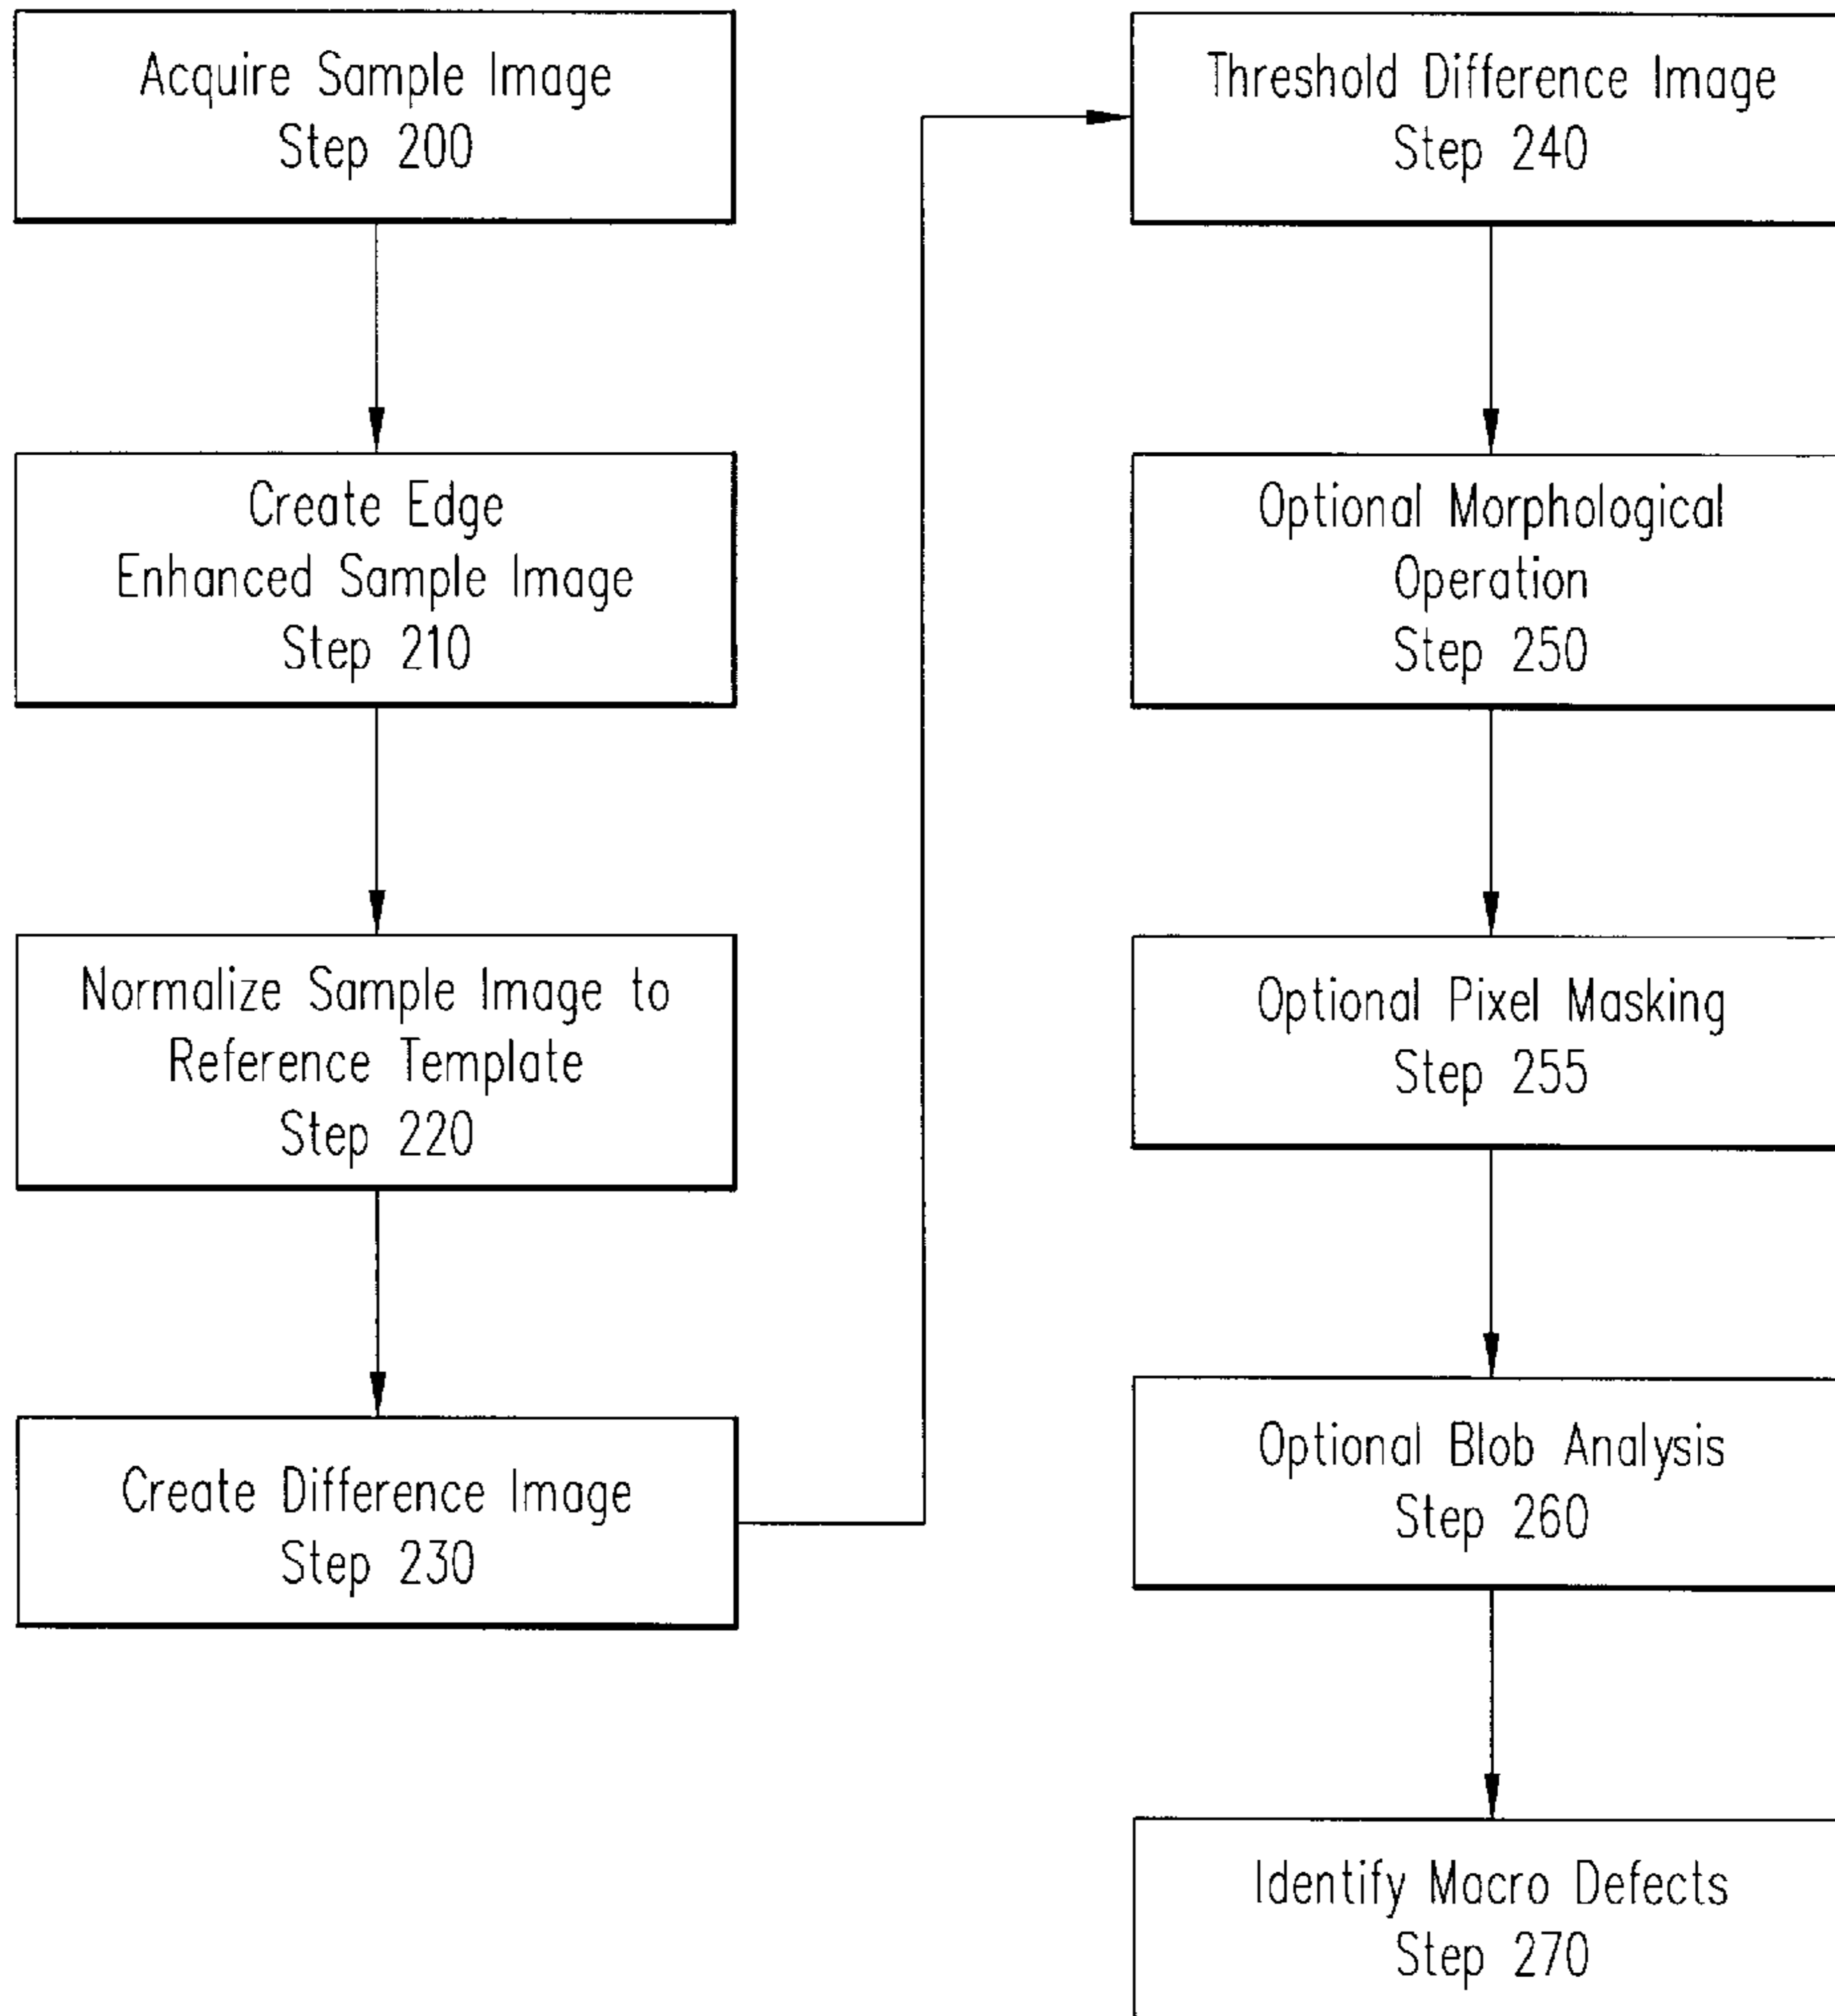 Acquire Sample Image
Step 200
Create Edge
Enhanced Sample Image
Step 210
Normalize Sample Image to
Reference Template
Step 220
Create Difference Image
Step 230
Threshold Difference Image
Step 240
Optional Morphological
Operation
Step 250
Optional Pixel Masking
Step 255
Optional Blob Analysis
Step 260
Identify Macro Defects
Step 270